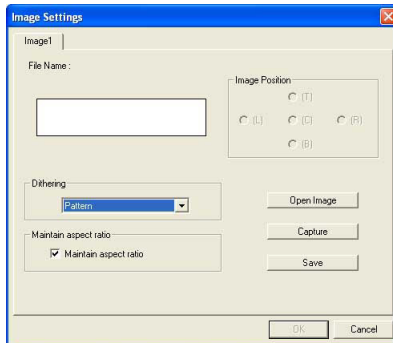 Image Settings
Image1
File Name :
Image Position
(T)
(L) (C) (R)
(B)
Dithering
Pattern
Open Image
Maintain aspect ratio
Capture
Maintain aspect ratio
Save
OK Cancel